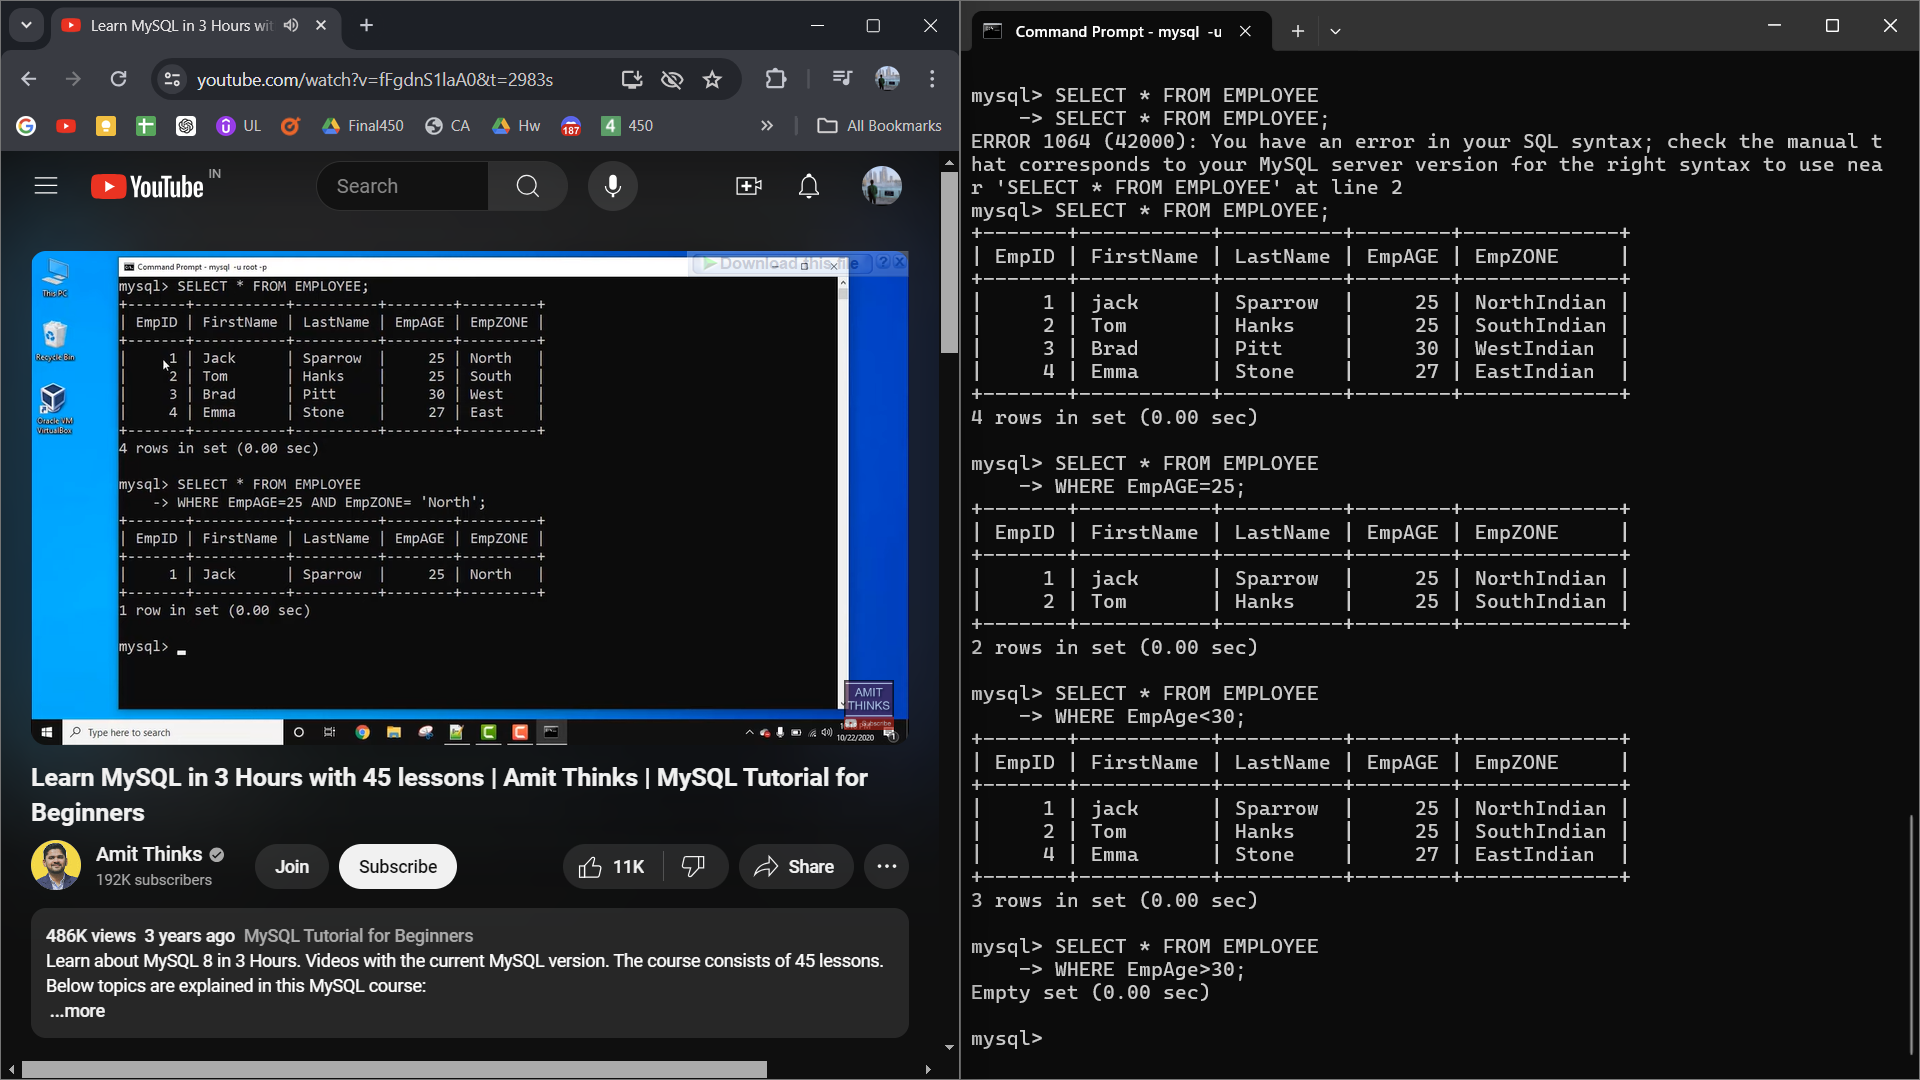 Learn MySQL in 3 Hours wit
youtube.com/watch?v=fFgdnS1laA0&t=2983s
UL
Final450
CA
Hw
187
4
450
All Bookmarks
YouTube
IN
Search
This PC
Recycle Bin
Oracle VM
VirtualBox
Command Prompt - mysql -u root -p
Download this file
mysql> SELECT * FROM EMPLOYEE;
+-------+-----------+----------+--------+---------+
| EmpID | FirstName | LastName | EmpAGE | EmpZONE |
+-------+-----------+----------+--------+---------+
| 1 | Jack | Sparrow | 25 | North |
| 2 | Tom | Hanks | 25 | South |
| 3 | Brad | Pitt | 30 | West |
| 4 | Emma | Stone | 27 | East |
+-------+-----------+----------+--------+---------+
4 rows in set (0.00 sec)
mysql> SELECT * FROM EMPLOYEE
-> WHERE EmpAGE=25 AND EmpZONE= 'North';
+-------+-----------+----------+--------+---------+
| EmpID | FirstName | LastName | EmpAGE | EmpZONE |
+-------+-----------+----------+--------+---------+
| 1 | Jack | Sparrow | 25 | North |
+-------+-----------+----------+--------+---------+
1 row in set (0.00 sec)
mysql> _
AMIT
THINKS
Subscribe
Type here to search
10/22/2020
Learn MySQL in 3 Hours with 45 lessons | Amit Thinks | MySQL Tutorial for
Beginners
Amit Thinks
192K subscribers
Join
Subscribe
11K
Share
486K views 3 years ago MySQL Tutorial for Beginners
Learn about MySQL 8 in 3 Hours. Videos with the current MySQL version. The course consists of 45 lessons.
Below topics are explained in this MySQL course:
...more
Command Prompt - mysql -u
mysql> SELECT * FROM EMPLOYEE
-> SELECT * FROM EMPLOYEE;
ERROR 1064 (42000): You have an error in your SQL syntax; check the manual t
hat corresponds to your MySQL server version for the right syntax to use nea
r 'SELECT * FROM EMPLOYEE' at line 2
mysql> SELECT * FROM EMPLOYEE;
+-------+-----------+----------+--------+-------------+
| EmpID | FirstName | LastName | EmpAGE | EmpZONE |
+-------+-----------+----------+--------+-------------+
| 1 | jack | Sparrow | 25 | NorthIndian |
| 2 | Tom | Hanks | 25 | SouthIndian |
| 3 | Brad | Pitt | 30 | WestIndian |
| 4 | Emma | Stone | 27 | EastIndian |
+-------+-----------+----------+--------+-------------+
4 rows in set (0.00 sec)
mysql> SELECT * FROM EMPLOYEE
-> WHERE EmpAGE=25;
+-------+-----------+----------+--------+-------------+
| EmpID | FirstName | LastName | EmpAGE | EmpZONE |
+-------+-----------+----------+--------+-------------+
| 1 | jack | Sparrow | 25 | NorthIndian |
| 2 | Tom | Hanks | 25 | SouthIndian |
+-------+-----------+----------+--------+-------------+
2 rows in set (0.00 sec)
mysql> SELECT * FROM EMPLOYEE
-> WHERE EmpAge<30;
+-------+-----------+----------+--------+-------------+
| EmpID | FirstName | LastName | EmpAGE | EmpZONE |
+-------+-----------+----------+--------+-------------+
| 1 | jack | Sparrow | 25 | NorthIndian |
| 2 | Tom | Hanks | 25 | SouthIndian |
| 4 | Emma | Stone | 27 | EastIndian |
+-------+-----------+----------+--------+-------------+
3 rows in set (0.00 sec)
mysql> SELECT * FROM EMPLOYEE
-> WHERE EmpAge>30;
Empty set (0.00 sec)
mysql>